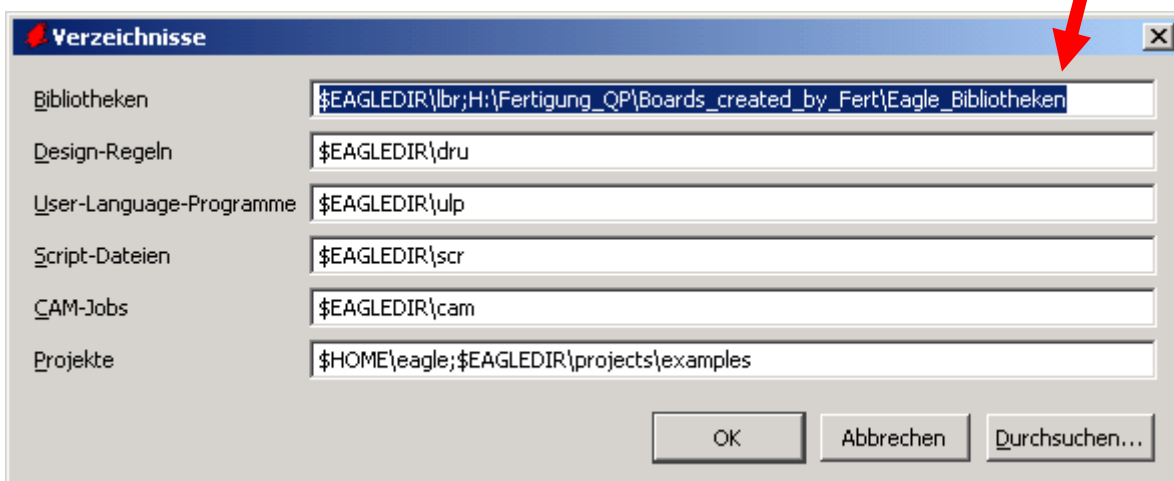 Verzeichnisse
Bibliotheken $EAGLEDIR\lbr;H:\Fertigung_QP\Boards_created_by_Fert\Eagle_Bibliotheken
Design-Regeln $EAGLEDIR\dru
User-Language-Programme $EAGLEDIR\ulp
Script-Dateien $EAGLEDIR\scr
CAM-Jobs $EAGLEDIR\cam
Projekte $HOME\eagle;$EAGLEDIR\projects\examples
OK Abbrechen Durchsuchen...